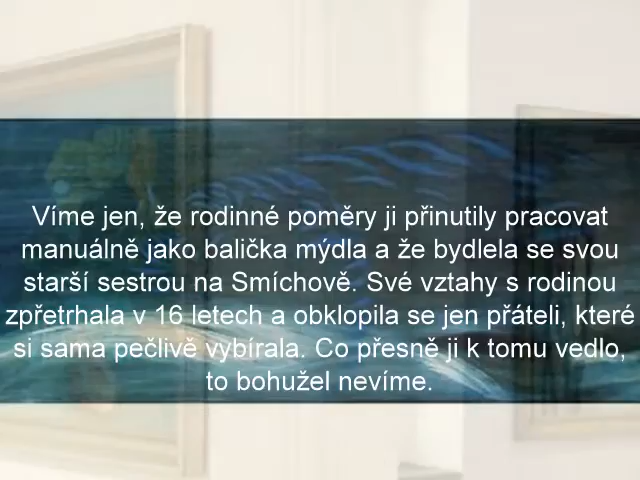 Víme jen, že rodinné poměry ji přinutily pracovat
manuálně jako balička mýdla a že bydlela se svou
starší sestrou na Smíchově. Své vztahy s rodinou
zpřetrhala v 16 letech a obklopila se jen přáteli, které
si sama pečlivě vybírala. Co přesně ji k tomu vedlo,
to bohužel nevíme.